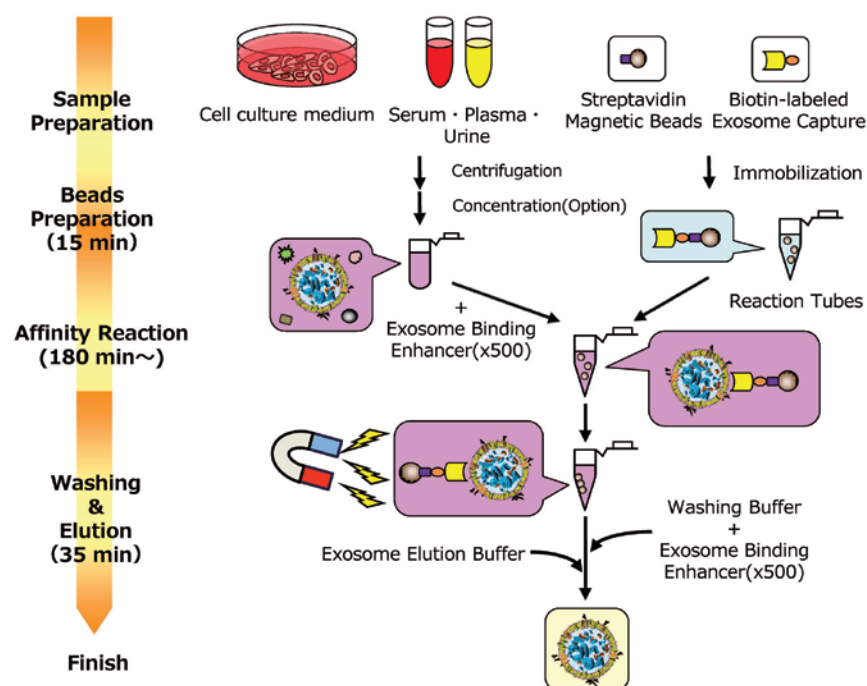 Sample
Preparation
Beads
Preparation
(15 min)
Affinity Reaction
(180 min～)
Washing
&
Elution
(35 min)
Finish
Cell culture medium
Serum・Plasma・
Urine
Streptavidin
Magnetic Beads
Biotin-labeled
Exosome Capture
Centrifugation
Concentration(Option)
Immobilization
Reaction Tubes
+
Exosome Binding
Enhancer(x500)
Exosome Elution Buffer
Washing Buffer
+
Exosome Binding
Enhancer(x500)